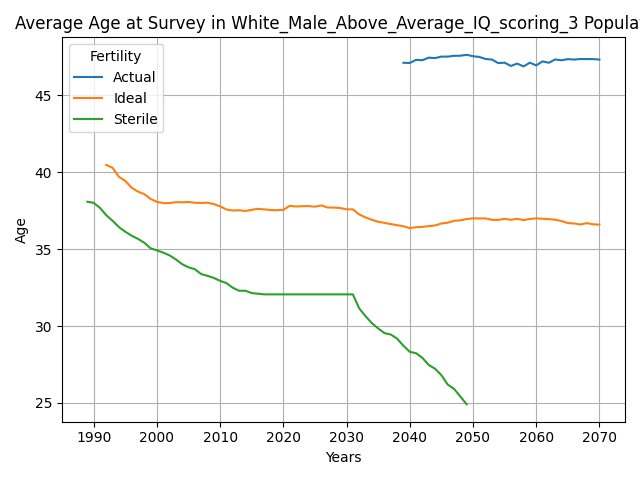 Average Age at Survey in White_Male_Above_Average_IQ_scoring_3 Popula
Fertility
Actual
Ideal
Sterile
45
40
35
30
25
Age
1990 2000 2010 2020 2030 2040 2050 2060 2070
Years